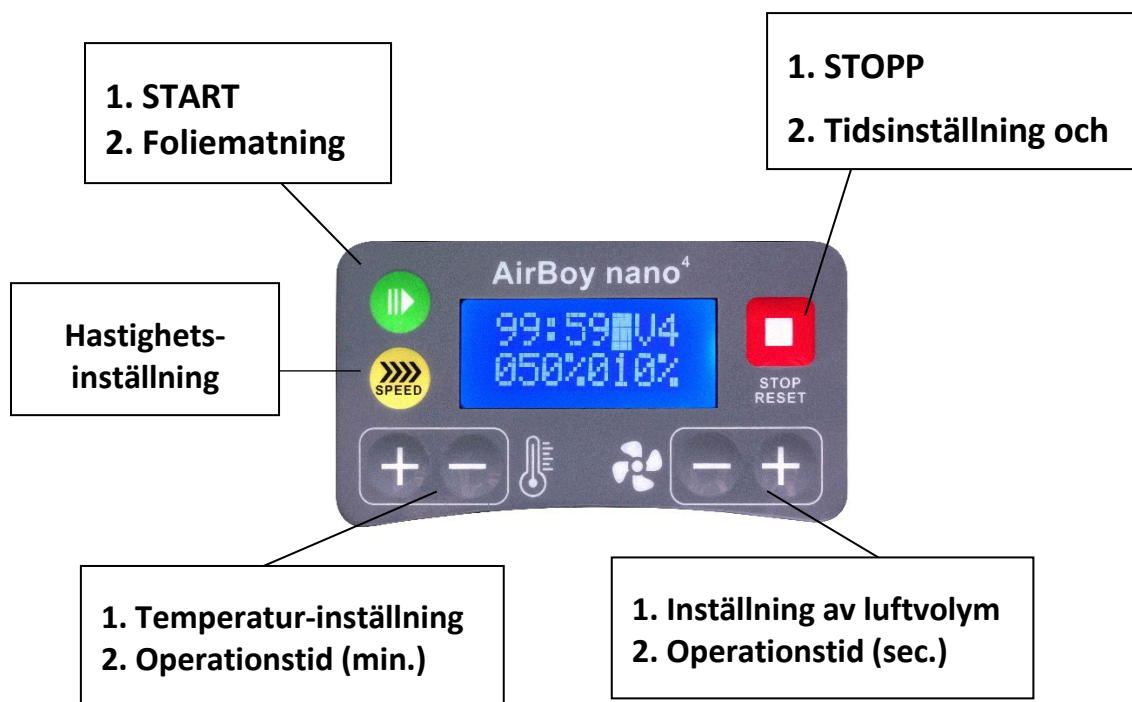 1. START
2. Foliematning
1. STOPP
2. Tidsinställning och
Hastighets-
inställning
AirBoy nano4
99:59 V4
050%010%
SPEED
STOP
RESET
1. Temperatur-inställning
2. Operationstid (min.)
1. Inställning av luftvolym
2. Operationstid (sec.)